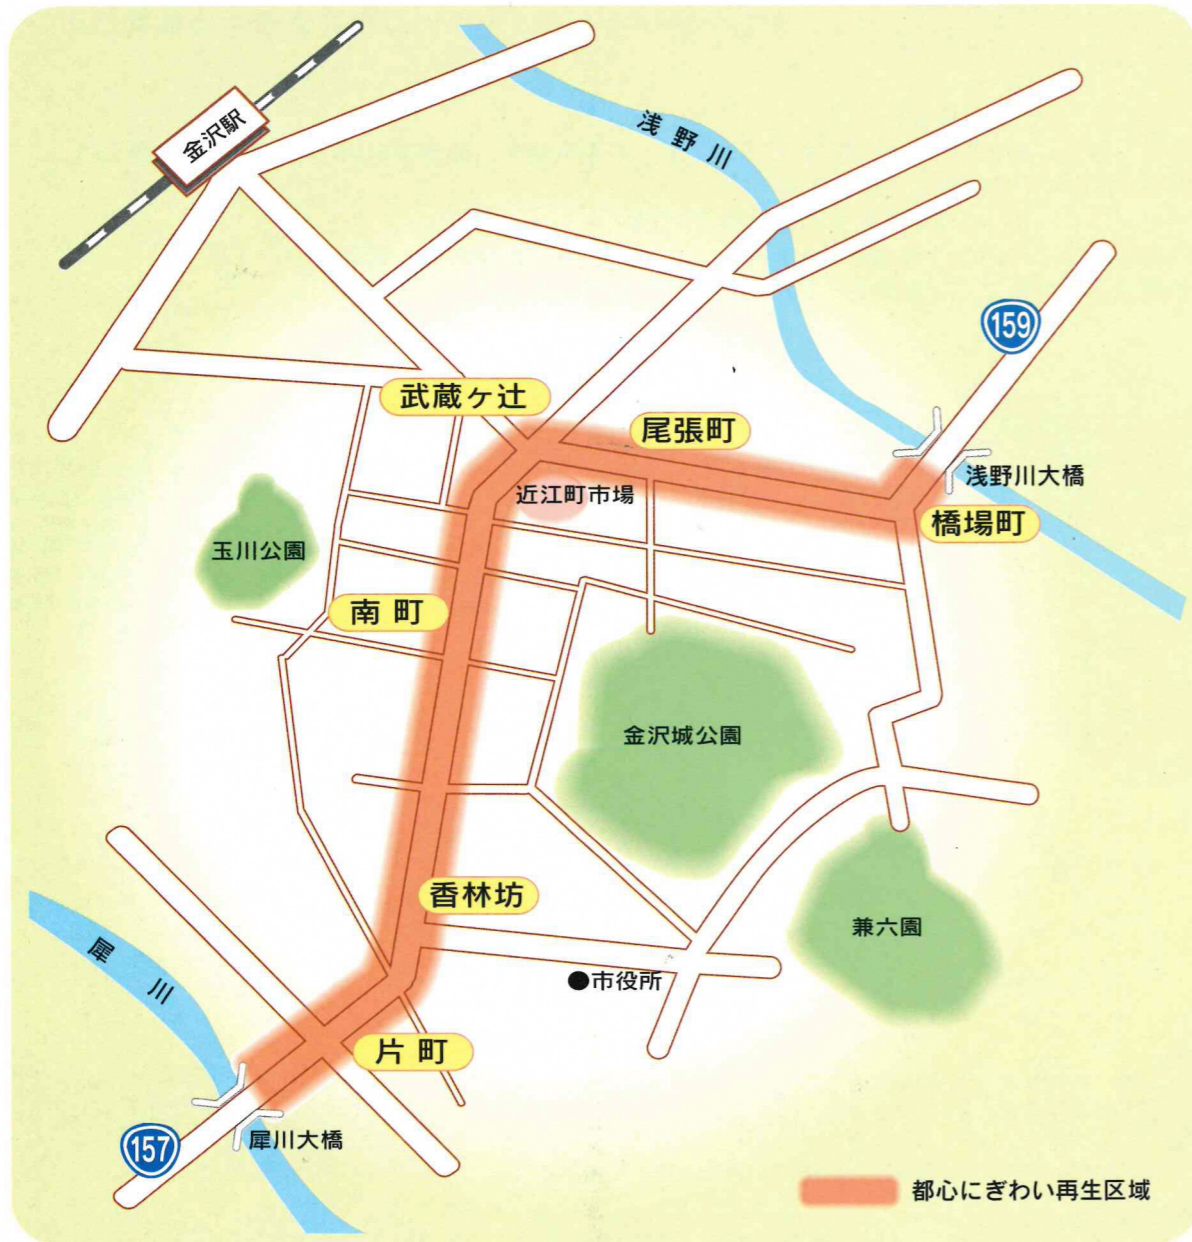 金沢駅
浅野川
159
武蔵ヶ辻
尾張町
浅野川大橋
近江町市場
橋場町
玉川公園
南町
金沢城公園
香林坊
兼六園
犀川
●市役所
片町
157
犀川大橋
都心にぎわい再生区域